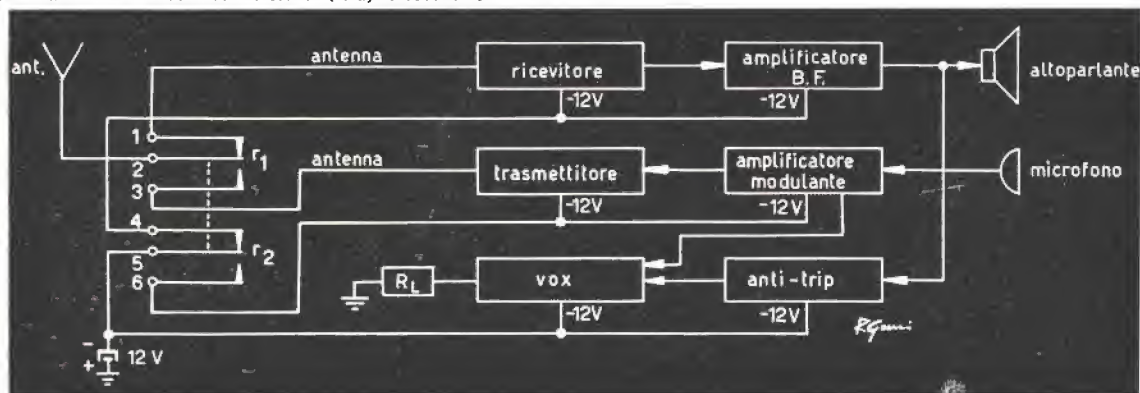 ant.
antenna
ricevitore
amplificatore
B. F.
altoparlante
-12V
-12V
1
2
3
r1
antenna
trasmettitore
amplificatore
modulante
microfono
-12V
-12V
4
5
6
r2
RL
vox
anti-trip
-12V
-12V
-
+
12 V